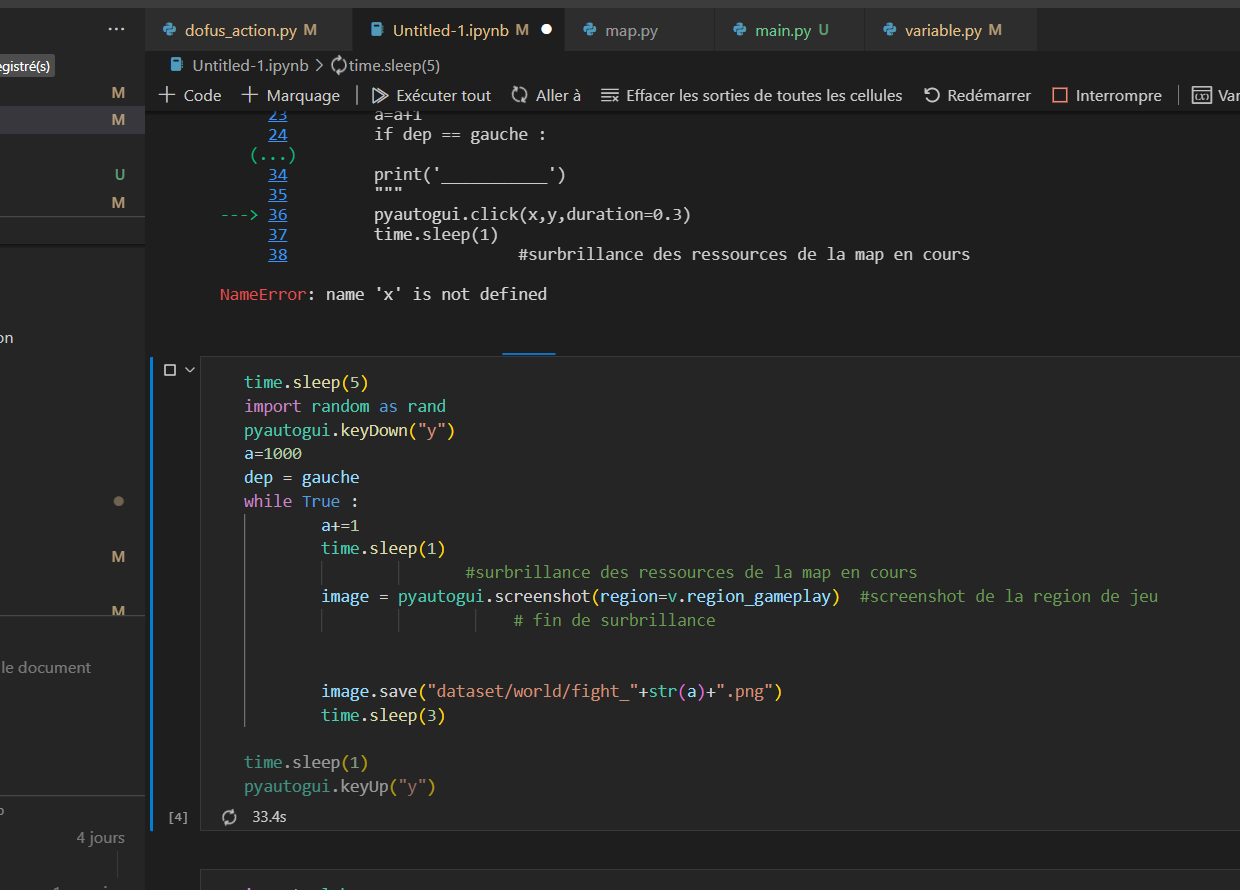 dofus_action.py M
Untitled-1.ipynb M
map.py
main.py U
variable.py M
egistré(s)
Untitled-1.ipynb > time.sleep(5)
M
+ Code
+ Marquage
Exécuter tout
Aller à
Effacer les sorties de toutes les cellules
Redémarrer
Interrompre
Var
M
23 a=a+1
24 if dep == gauche :
(...)
U
34 print('___________')
35 """
M
---> 36 pyautogui.click(x,y,duration=0.3)
37 time.sleep(1)
38 #surbrillance des ressources de la map en cours
NameError: name 'x' is not defined
on
time.sleep(5)
import random as rand
pyautogui.keyDown("y")
a=1000
dep = gauche
while True :
a+=1
time.sleep(1)
M
#surbrillance des ressources de la map en cours
image = pyautogui.screenshot(region=v.region_gameplay) #screenshot de la region de jeu
M
# fin de surbrillance
le document
image.save("dataset/world/fight_"+str(a)+".png")
time.sleep(3)
time.sleep(1)
pyautogui.keyUp("y")
[4] 33.4s
4 jours